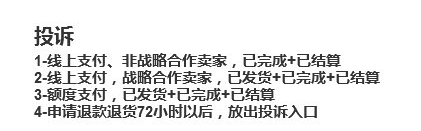 投诉
1-线上支付、非战略合作卖家，已完成+已结算
2-线上支付，战略合作卖家，已发货+已完成+已结算
3-额度支付，已发货+已完成+已结算
4-申请退款退货72小时以后，放出投诉入口